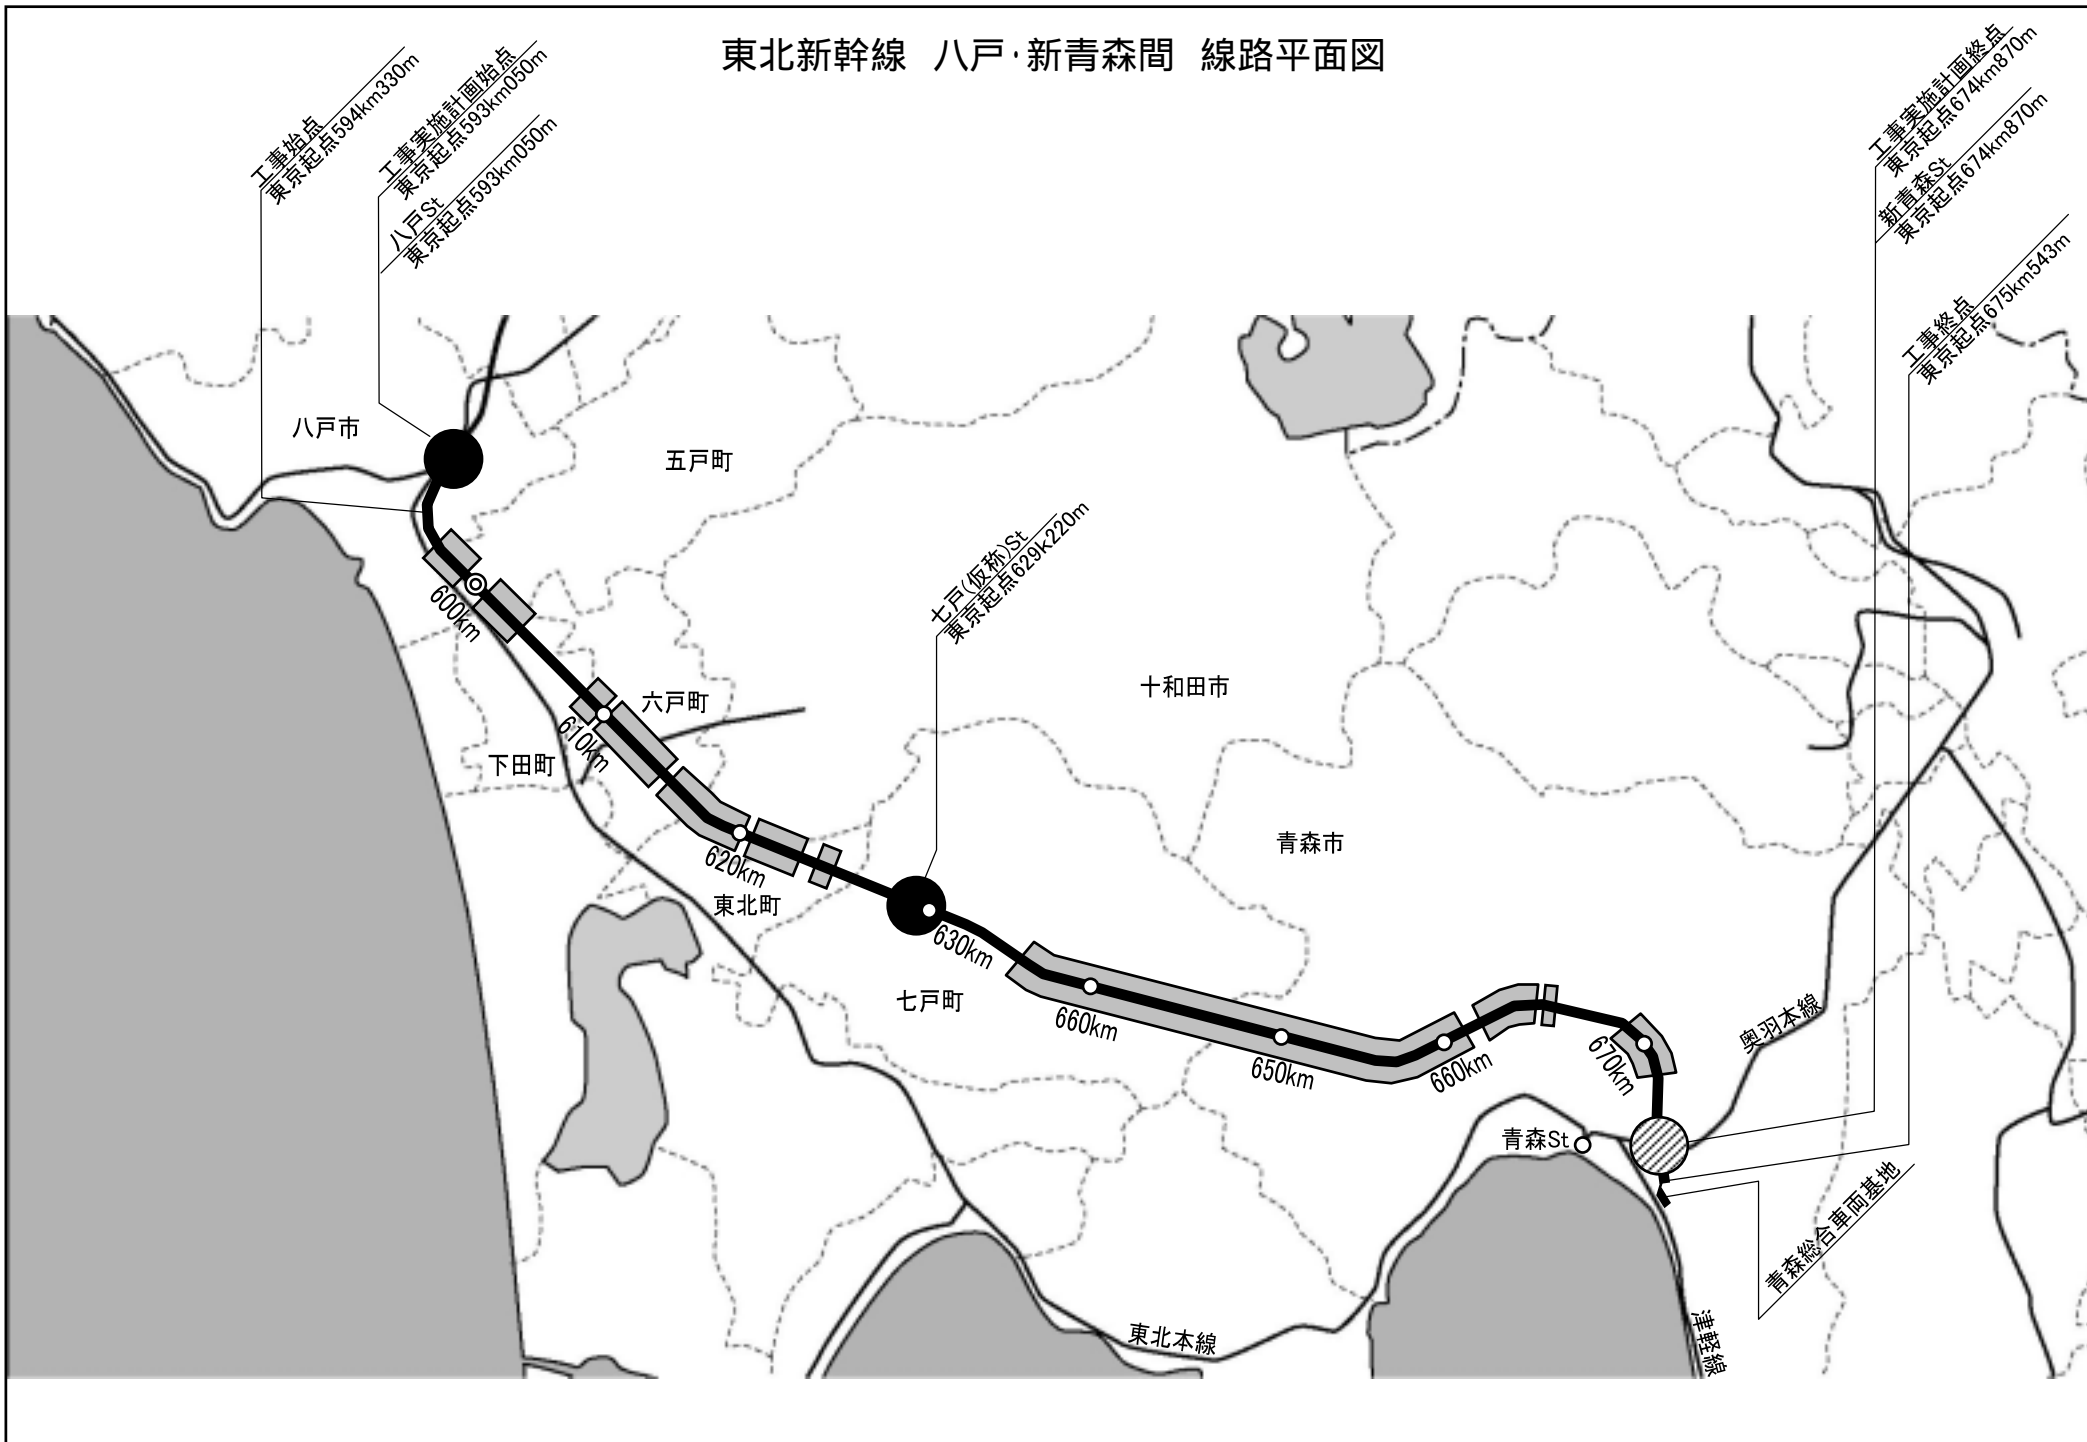 東北新幹線 八戸・新青森間 線路平面図
工事始点
東京起点594km330m
工事実施計画始点
東京起点593km050m
八戸St
東京起点593km050m
工事実施計画終点
東京起点674km870m
新青森St
東京起点674km870m
工事終点
東京起点675km543m
八戸市
五戸町
600km
七戸(仮称)St
東京起点629k220m
六戸町
十和田市
610km
下田町
青森市
620km
東北町
630km
七戸町
660km
650km
660km
670km
奥羽本線
青森St
青森総合車両基地
東北本線
津軽線